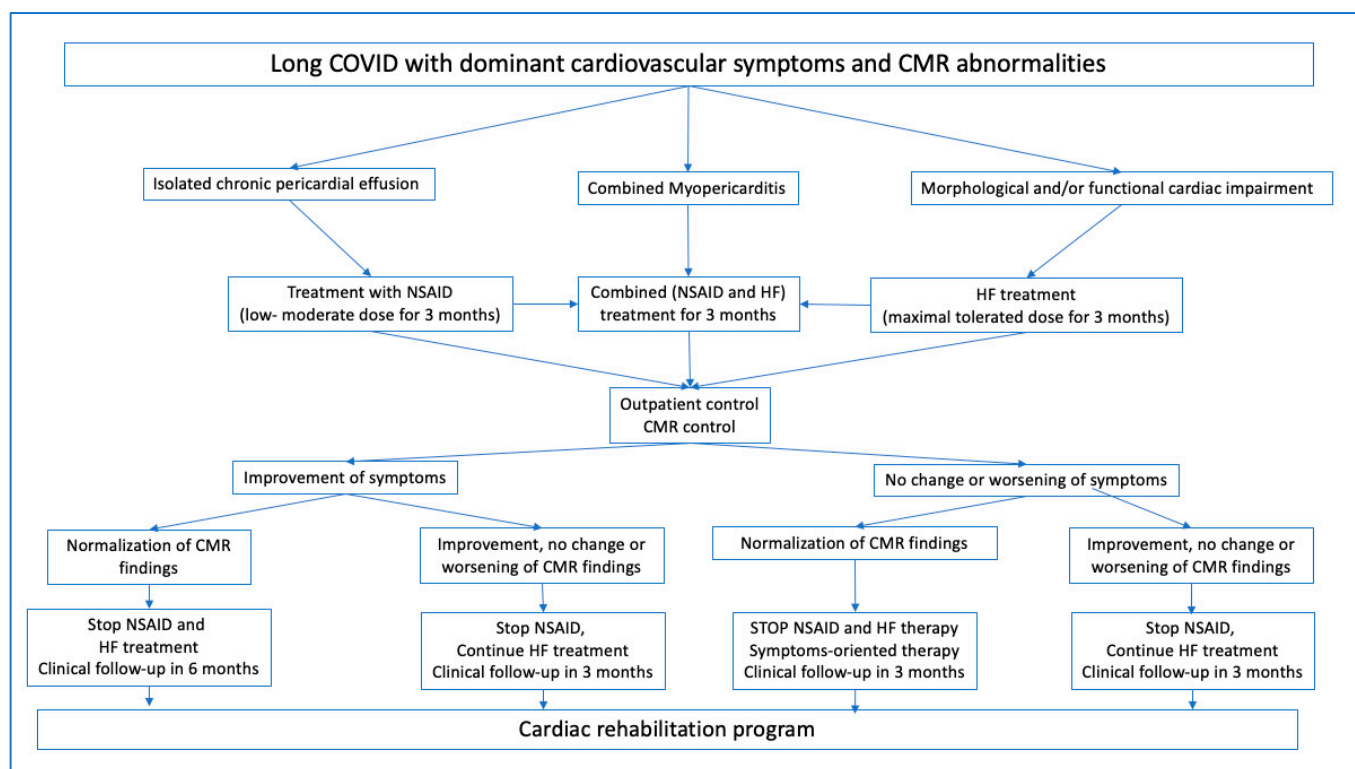 Long COVID with dominant cardiovascular symptoms and CMR abnormalities
Isolated chronic pericardial effusion
Combined Myopericarditis
Morphological and/or functional cardiac impairment
Treatment with NSAID
(low- moderate dose for 3 months)
Combined (NSAID and HF)
treatment for 3 months
HF treatment
(maximal tolerated dose for 3 months)
Outpatient control
CMR control
Improvement of symptoms
No change or worsening of symptoms
Normalization of CMR
findings
Improvement, no change or
worsening of CMR findings
Normalization of CMR findings
Improvement, no change or
worsening of CMR findings
Stop NSAID and
HF treatment
Clinical follow-up in 6 months
Stop NSAID,
Continue HF treatment
Clinical follow-up in 3 months
STOP NSAID and HF therapy
Symptoms-oriented therapy
Clinical follow-up in 3 months
Stop NSAID,
Continue HF treatment
Clinical follow-up in 3 months
Cardiac rehabilitation program